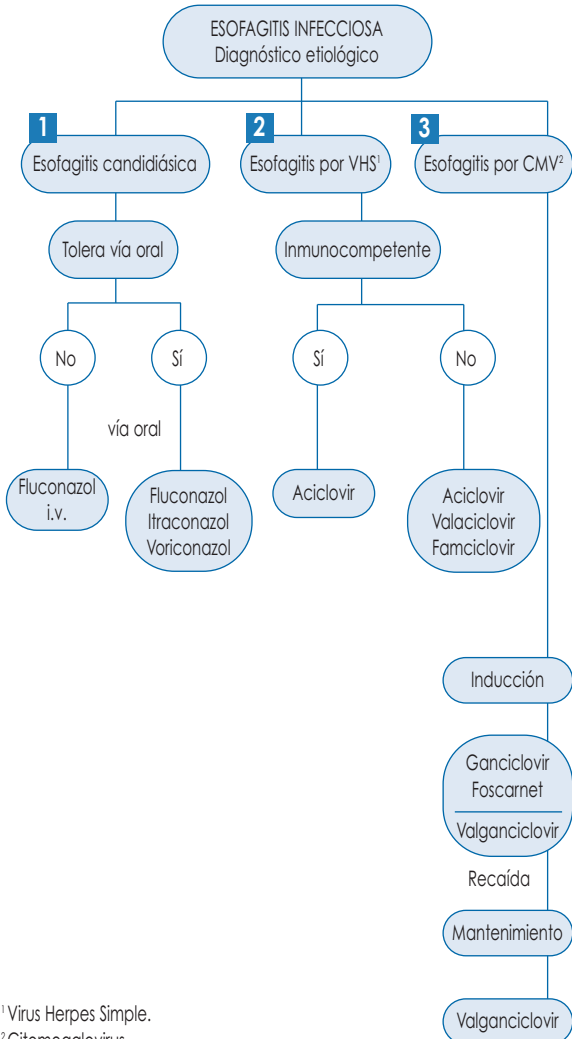 ESOFAGITIS INFECCIOSA
Diagnóstico etiológico
1
Esofagitis candidiásica
2
Esofagitis por VHS¹
3
Esofagitis por CMV²
Tolera vía oral
Inmunocompetente
No
Sí
Sí
No
vía oral
Fluconazol
i.v.
Fluconazol
Itraconazol
Voriconazol
Aciclovir
Aciclovir
Valaciclovir
Famciclovir
Inducción
Ganciclovir
Foscarnet
Valganciclovir
Recaída
Mantenimiento
Valganciclovir
¹ Virus Herpes Simple.
² Citomegalovirus.